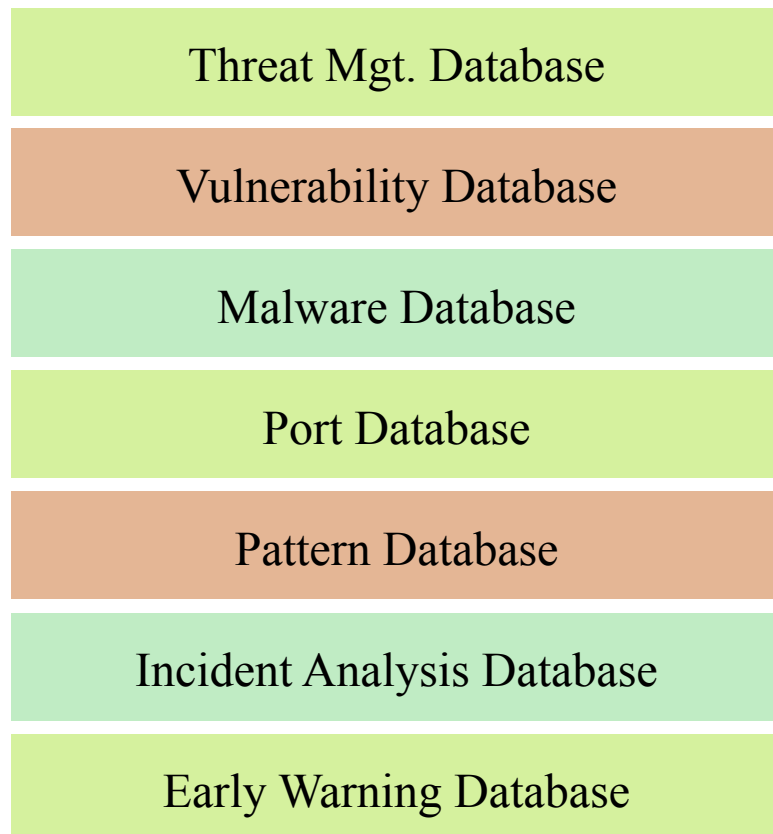 Threat Mgt. Database
Vulnerability Database
Malware Database
Port Database
Pattern Database
Incident Analysis Database
Early Warning Database